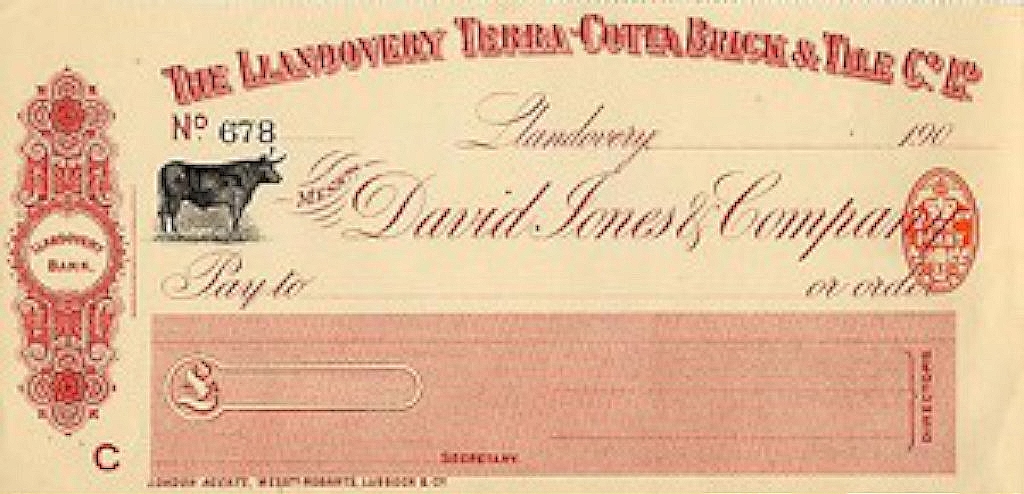 THE LLANDOVERY TERRA-COTTA BRICK & TILE Co. Ld.
No. 678
Llandovery 190
MESSRS
David Jones & Company
LLANDOVERY
BANK.
Pay to or order
£
DIRECTORS
SECRETARY
C
LONDON AGENTS, MESSRS ROBARTS, LUBBOCK & Co